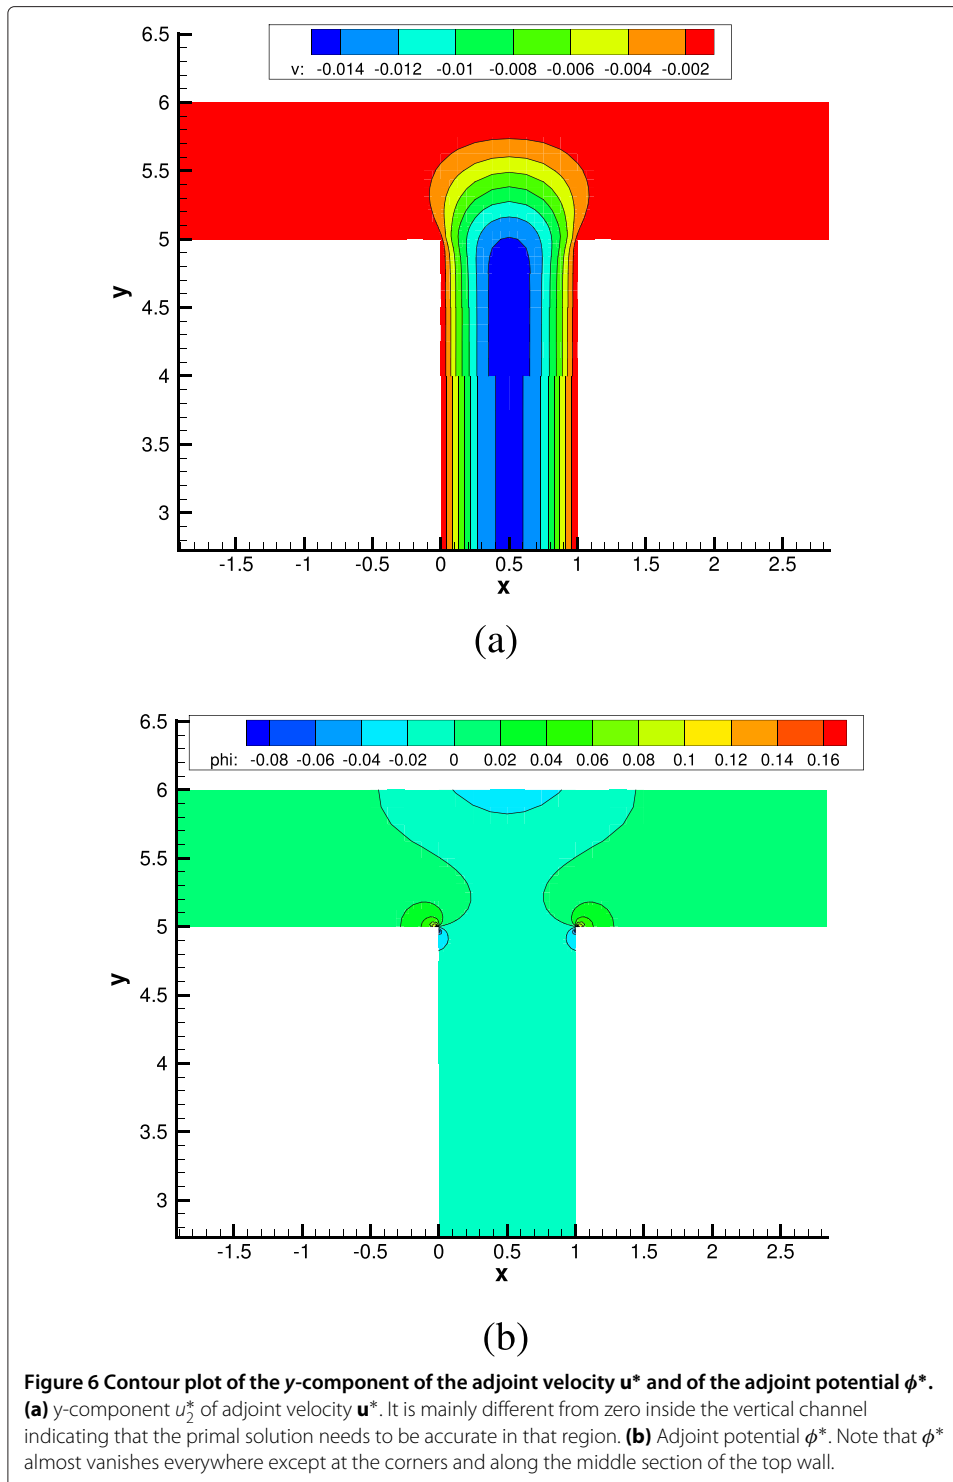 6.5
v: -0.014 -0.012 -0.01 -0.008 -0.006 -0.004 -0.002
6
5.5
5
y
4.5
4
3.5
3
-1.5 -1 -0.5 0 0.5 1 1.5 2 2.5
x
(a)
6.5
phi: -0.08 -0.06 -0.04 -0.02 0 0.02 0.04 0.06 0.08 0.1 0.12 0.14 0.16
6
5.5
5
y
4.5
4
3.5
3
-1.5 -1 -0.5 0 0.5 1 1.5 2 2.5
x
(b)
Figure 6 Contour plot of the y-component of the adjoint velocity u* and of the adjoint potential ϕ*.
(a) y-component u₂* of adjoint velocity u*. It is mainly different from zero inside the vertical channel
indicating that the primal solution needs to be accurate in that region. (b) Adjoint potential ϕ*. Note that ϕ*
almost vanishes everywhere except at the corners and along the middle section of the top wall.